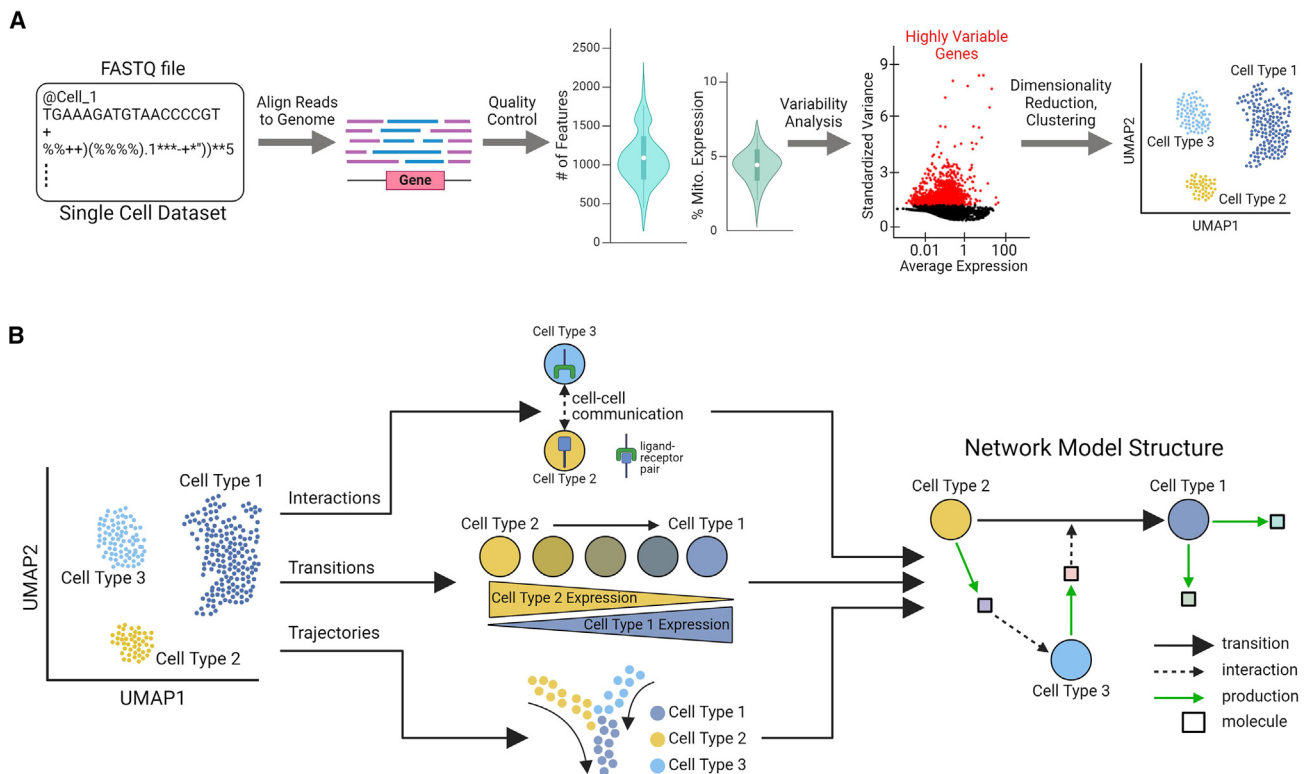 A
FASTQ file
@Cell_1
TGAAAGATGTAACCCCGT
+
%%++)(%%%%).1***-+*"))**5
Single Cell Dataset
Align Reads
to Genome
Gene
Quality
Control
# of Features
2500
2000
1500
1000
500
0
% Mito. Expression
10
5
0
Variability
Analysis
Highly Variable
Genes
Standardized Variance
9
3
0
0.01 1 100
Average Expression
Dimensionality
Reduction,
Clustering
UMAP2
Cell Type 1
Cell Type 3
Cell Type 2
UMAP1
B
UMAP2
Cell Type 1
Cell Type 3
Cell Type 2
UMAP1
Interactions
Transitions
Trajectories
Cell Type 3
cell-cell
communication
Cell Type 2
ligand-
receptor
pair
Cell Type 2
Cell Type 1
Cell Type 2 Expression
Cell Type 1 Expression
Cell Type 1
Cell Type 2
Cell Type 3
Network Model Structure
Cell Type 2
Cell Type 1
Cell Type 3
transition
interaction
production
molecule